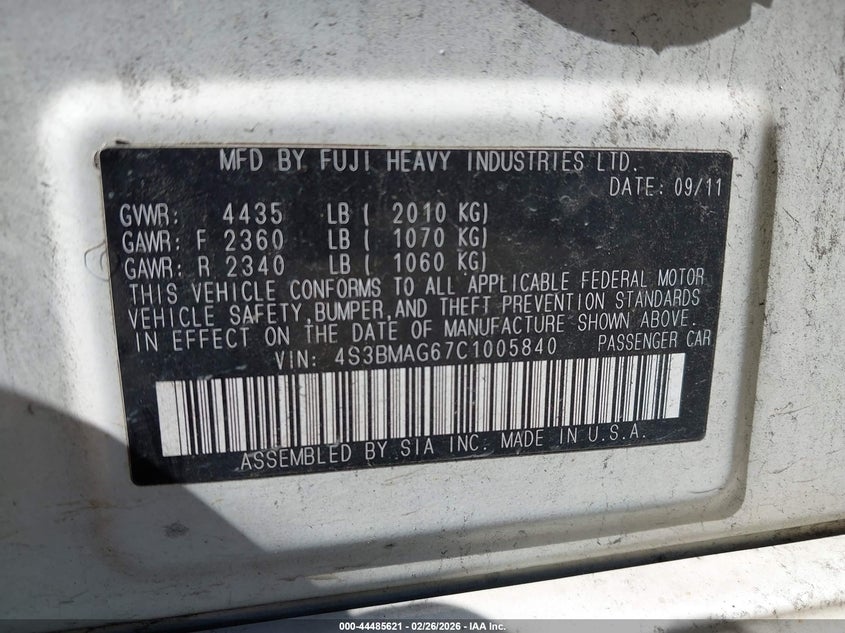 MFD BY FUJI HEAVY INDUSTRIES LTD.
DATE: 09/11
GVWR: 4435 LB ( 2010 KG)
GAWR: F 2360 LB ( 1070 KG)
GAWR: R 2340 LB ( 1060 KG)
THIS VEHICLE CONFORMS TO ALL APPLICABLE FEDERAL MOTOR
VEHICLE SAFETY, BUMPER, AND THEFT PREVENTION STANDARDS
IN EFFECT ON THE DATE OF MANUFACTURE SHOWN ABOVE.
VIN: 4S3BMAG67C1005840 PASSENGER CAR
ASSEMBLED BY SIA INC. MADE IN U.S.A.
000-44485621 - 02/26/2026 - IAA Inc.